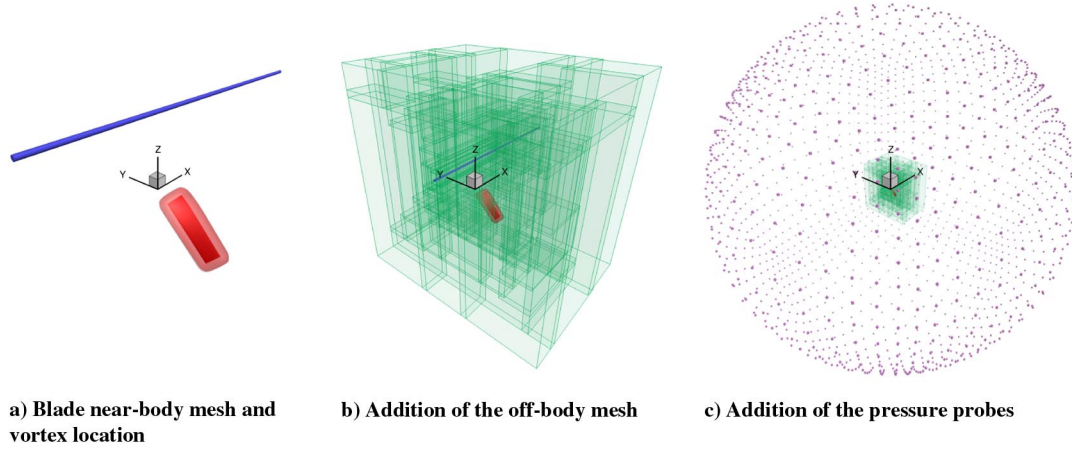 Z
Y
X
Z
Y
X
Z
Y
X
a) Blade near-body mesh and
vortex location
b) Addition of the off-body mesh
c) Addition of the pressure probes